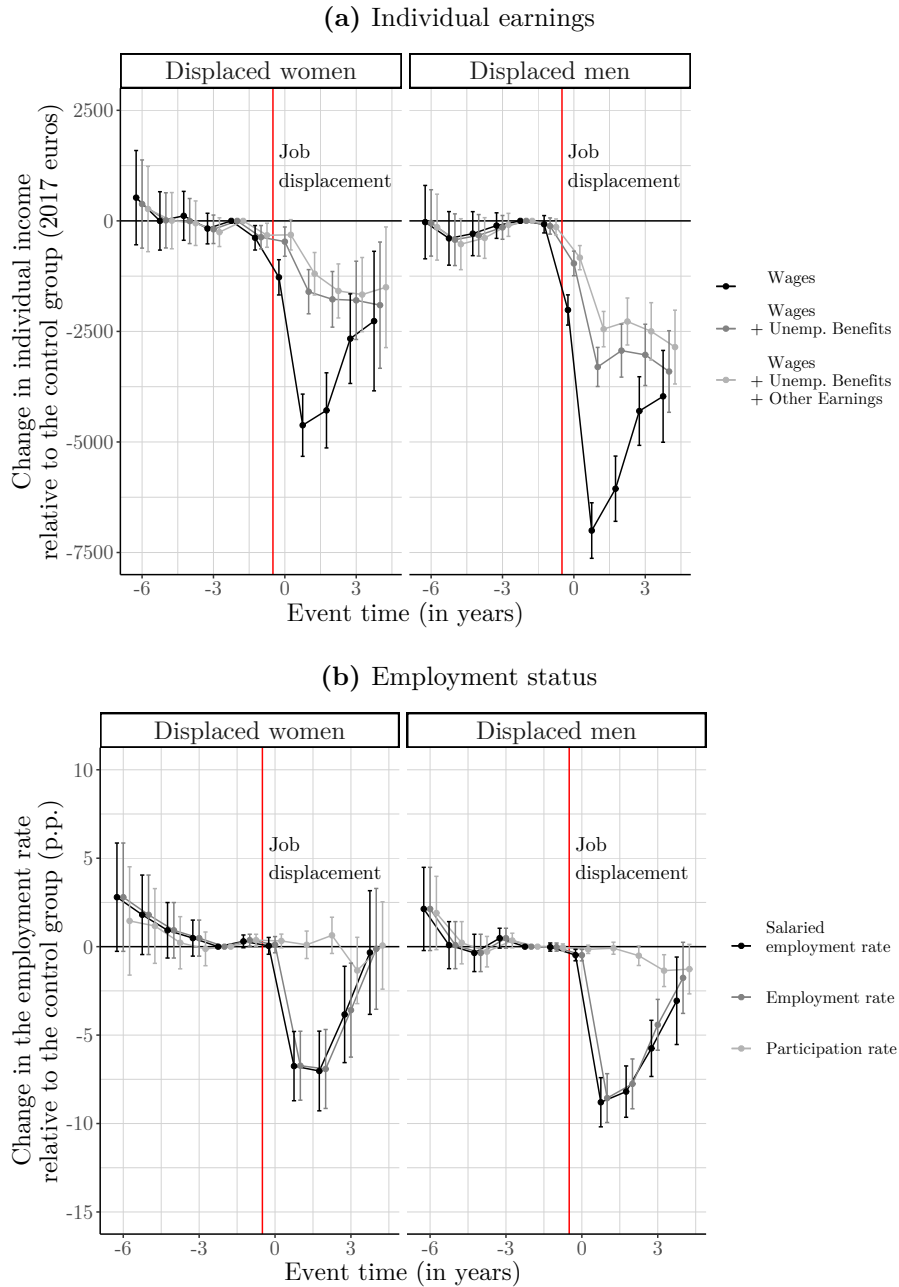 (a) Individual earnings
Displaced women
Displaced men
Change in individual income
relative to the control group (2017 euros)
2500
0
-2500
-5000
-7500
Job
displacement
Job
displacement
-6
-3
0
3
-6
-3
0
3
Event time (in years)
Wages
Wages
+ Unemp. Benefits
Wages
+ Unemp. Benefits
+ Other Earnings
(b) Employment status
Displaced women
Displaced men
Change in the employment rate
relative to the control group (p.p.)
10
5
0
-5
-10
-15
Job
displacement
Job
displacement
-6
-3
0
3
-6
-3
0
3
Event time (in years)
Salaried
employment rate
Employment rate
Participation rate